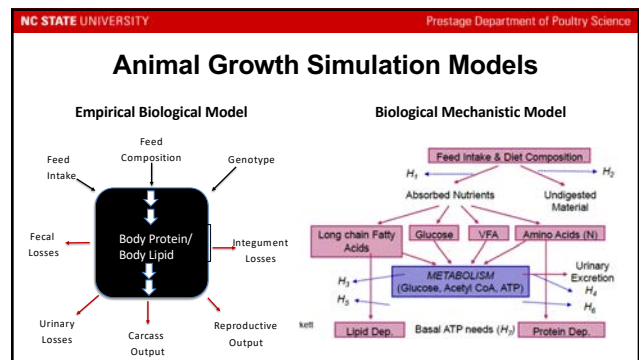 NC STATE UNIVERSITY
Prestage Department of Poultry Science
Animal Growth Simulation Models
Empirical Biological Model
Feed
Composition
Feed
Intake
Genotype
Body Protein/
Body Lipid
Fecal
Losses
Integument
Losses
Urinary
Losses
Carcass
Output
Reproductive
Output
Biological Mechanistic Model
Feed Intake & Diet Composition
H1
H2
Absorbed Nutrients
Undigested
Material
Long chain Fatty
Acids
Glucose
VFA
Amino Acids (N)
METABOLISM
(Glucose, Acetyl CoA, ATP)
Urinary
Excretion
H3
H4
H5
H6
kett
Lipid Dep.
Basal ATP needs (H7)
Protein Dep.